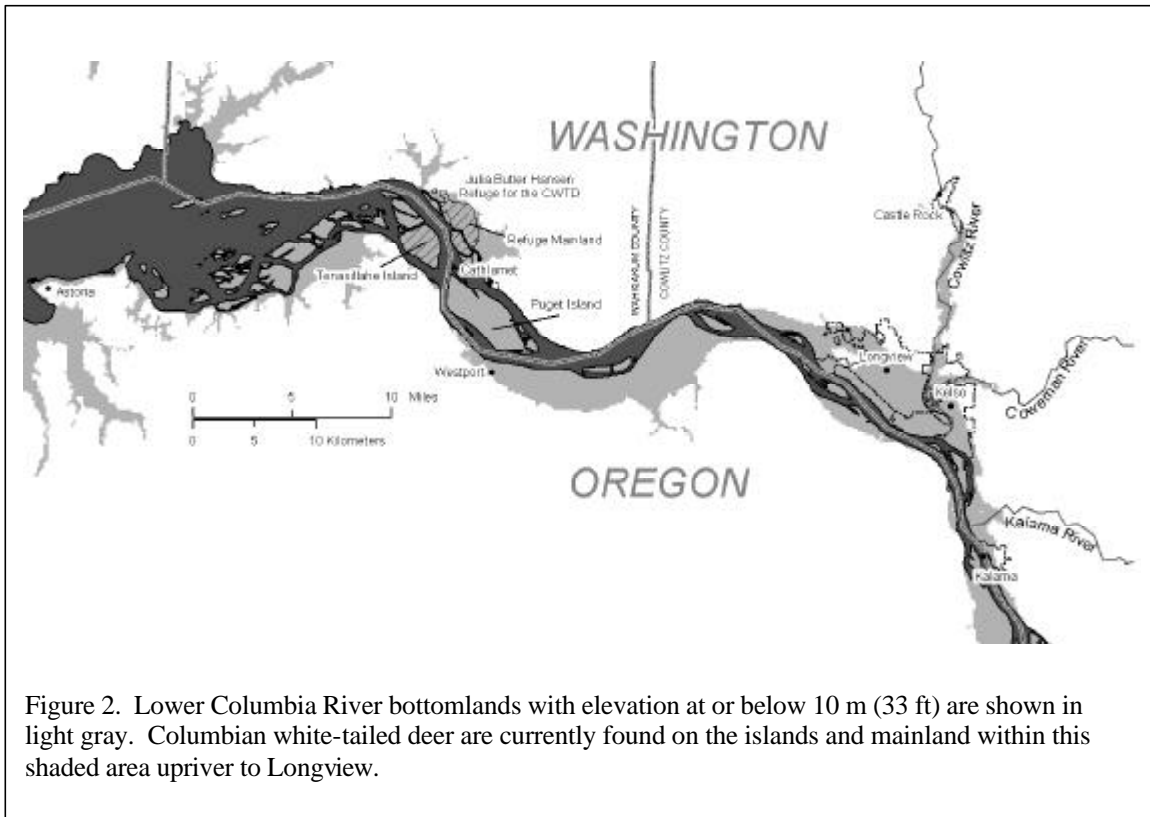 WASHINGTON
Julia Butler Hansen
Refuge for the CWTD
Castle Rock
Cowlitz River
Refuge Mainland
WAHKIAKUM COUNTY
COWLITZ COUNTY
Tenasillahe Island
Cathlamet
Astoria
Puget Island
Longview
Westport
Kelso
Coweman River
0 5 10 Miles
0 5 10 Kilometers
OREGON
Kalama River
Kalama
Figure 2. Lower Columbia River bottomlands with elevation at or below 10 m (33 ft) are shown in
light gray. Columbian white-tailed deer are currently found on the islands and mainland within this
shaded area upriver to Longview.